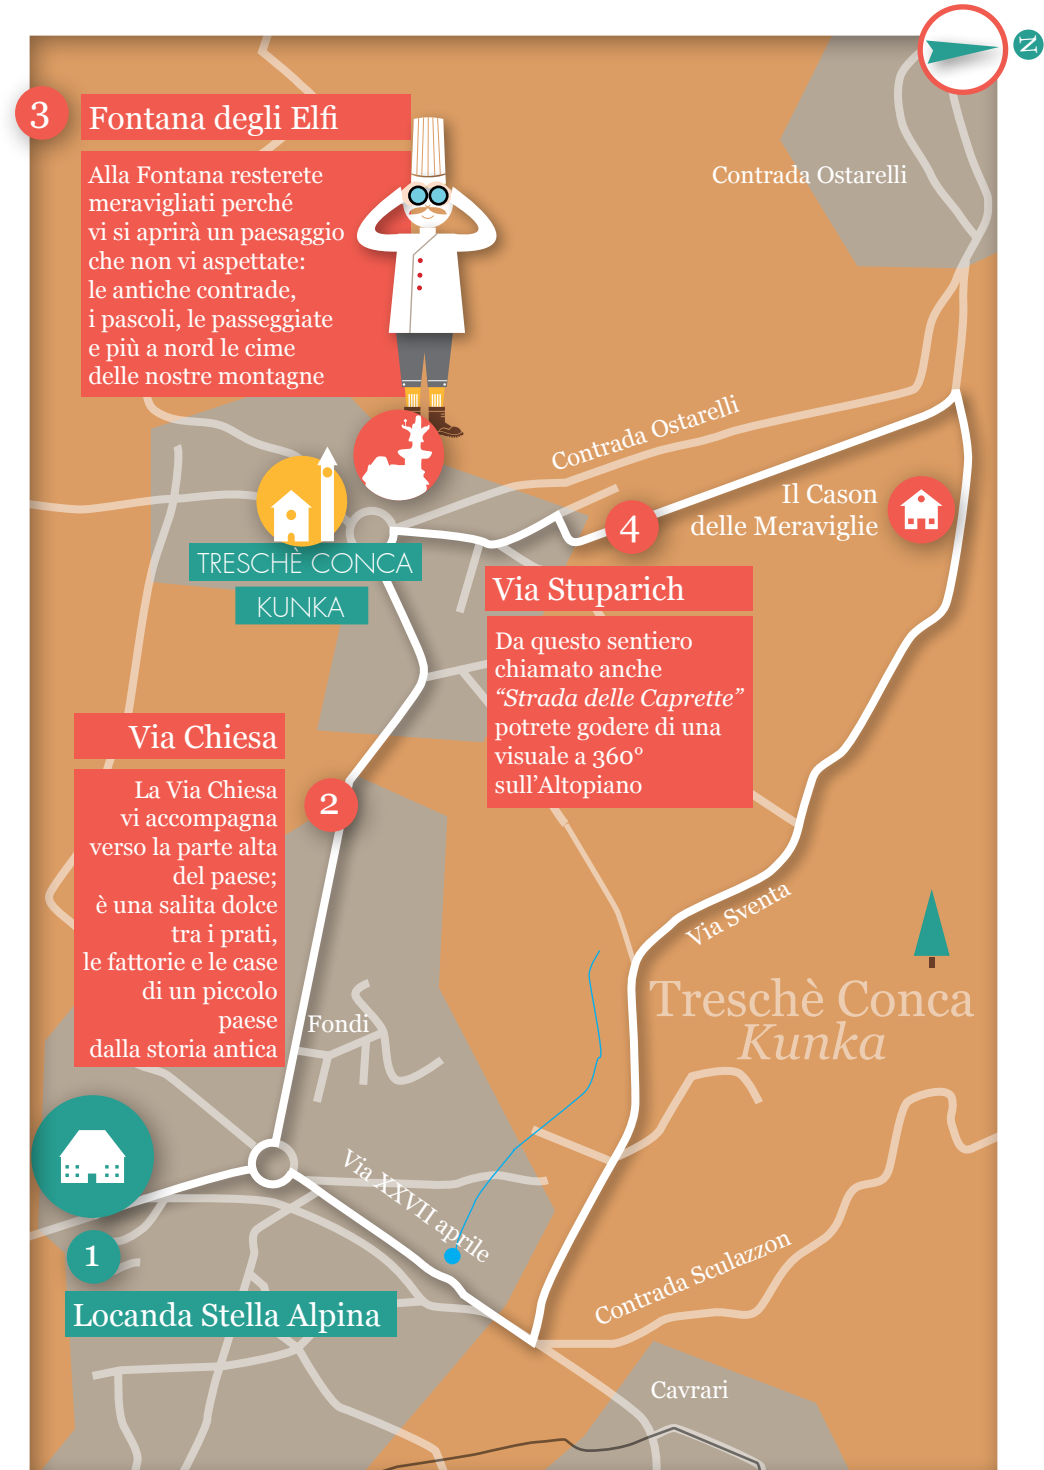 N
3
Fontana degli Elfi
Alla Fontana resterete
meravigliati perché
vi si aprirà un paesaggio
che non vi aspettate:
le antiche contrade,
i pascoli, le passeggiate
e più a nord le cime
delle nostre montagne
Contrada Ostarelli
Contrada Ostarelli
Il Cason
delle Meraviglie
4
TRESCHÈ CONCA
KUNKA
Via Stuparich
Da questo sentiero
chiamato anche
“Strada delle Caprette”
potrete godere di una
visuale a 360°
sull’Altopiano
Via Chiesa
2
La Via Chiesa
vi accompagna
verso la parte alta
del paese;
è una salita dolce
tra i prati,
le fattorie e le case
di un piccolo
paese
dalla storia antica
Via Sventa
Treschè Conca
Kunka
Fondi
Via XXVII aprile
Contrada Sculazzon
1
Locanda Stella Alpina
Cavrari